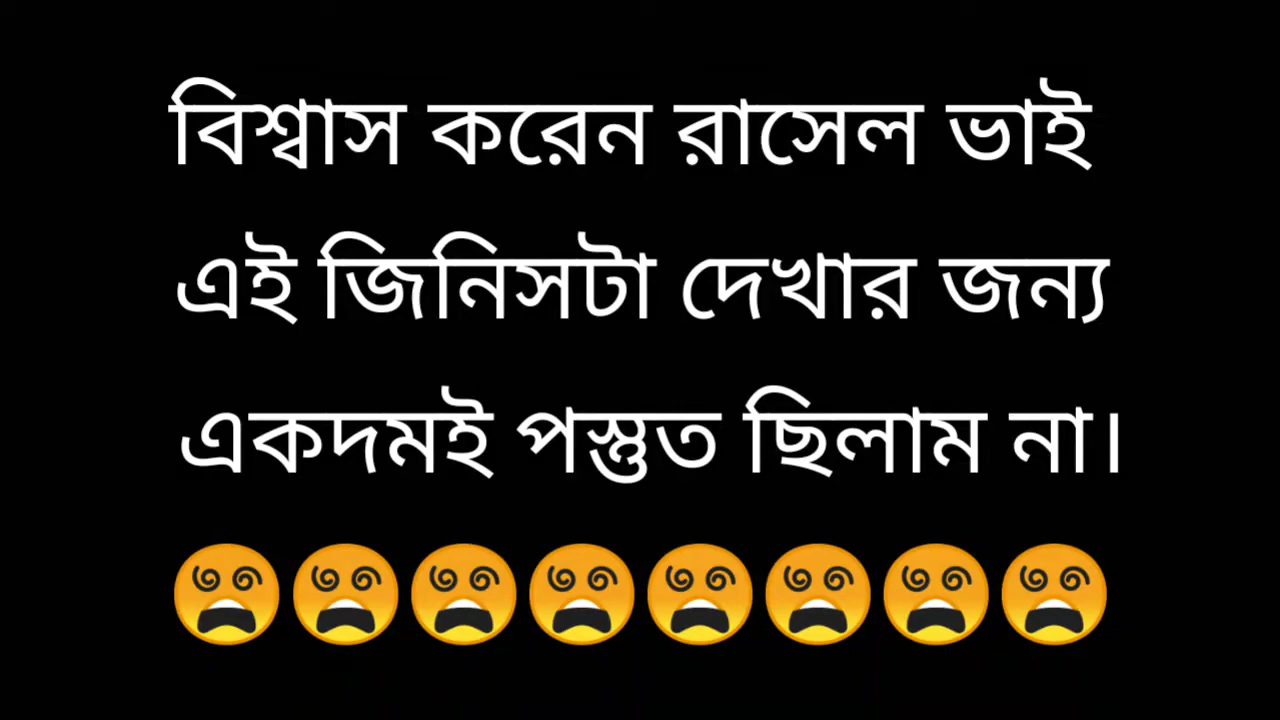 বিশ্বাস করেন রাসেল ভাই
এই জিনিসটা দেখার জন্য
একদমই পস্তুত ছিলাম না।
😵😵😵😵😵😵😵😵